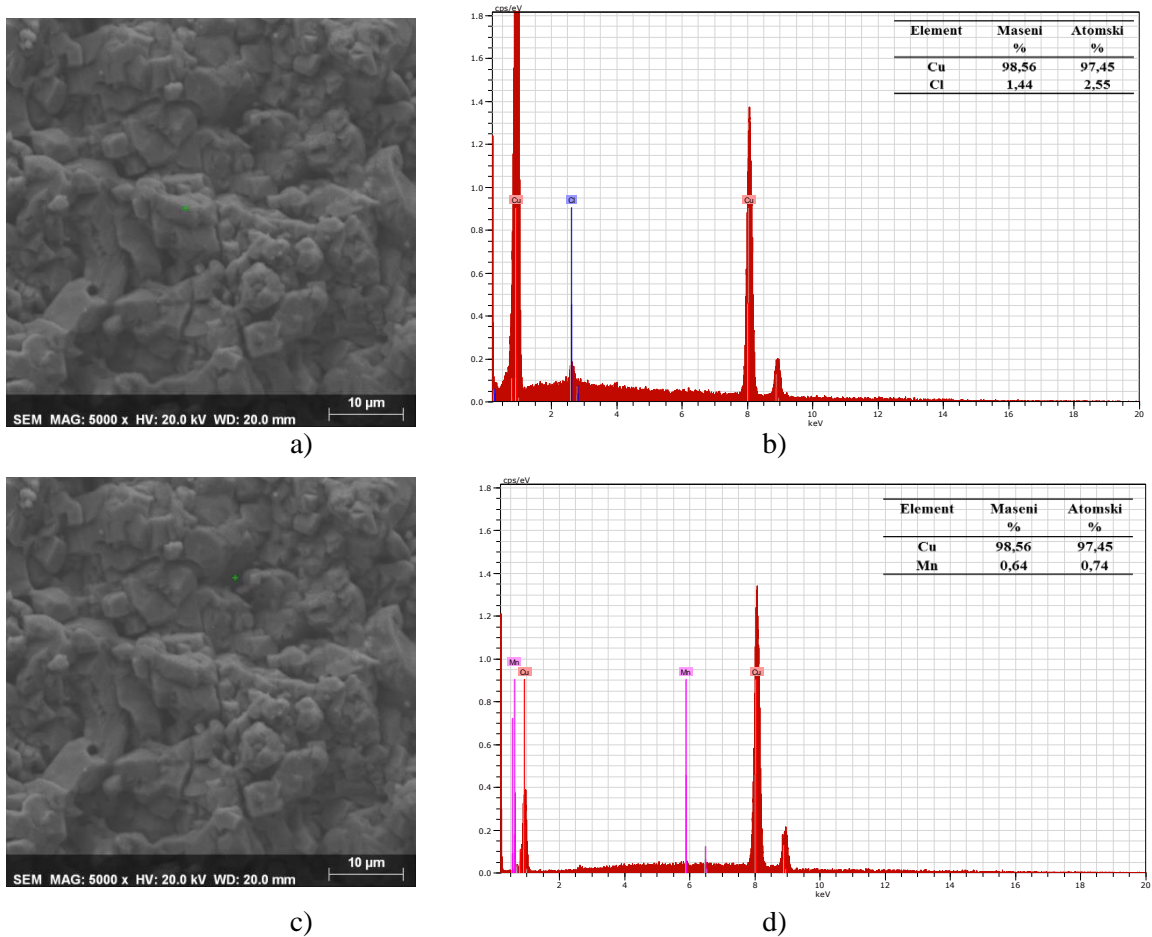 SEM MAG: 5000 x HV: 20.0 kV WD: 20.0 mm
10 µm
a)
cps/eV
1.8
1.6
1.4
1.2
1.0
0.8
0.6
0.4
0.2
0.0
Cu
Cl
Cu
2 4 6 8 10 12 14 16 18 20
keV
Element Maseni % Atomski %
Cu 98,56 97,45
Cl 1,44 2,55
b)
SEM MAG: 5000 x HV: 20.0 kV WD: 20.0 mm
10 µm
c)
cps/eV
1.8
1.6
1.4
1.2
1.0
0.8
0.6
0.4
0.2
0.0
Mn
Cu
Mn
Cu
2 4 6 8 10 12 14 16 18 20
keV
Element Maseni % Atomski %
Cu 98,56 97,45
Mn 0,64 0,74
d)